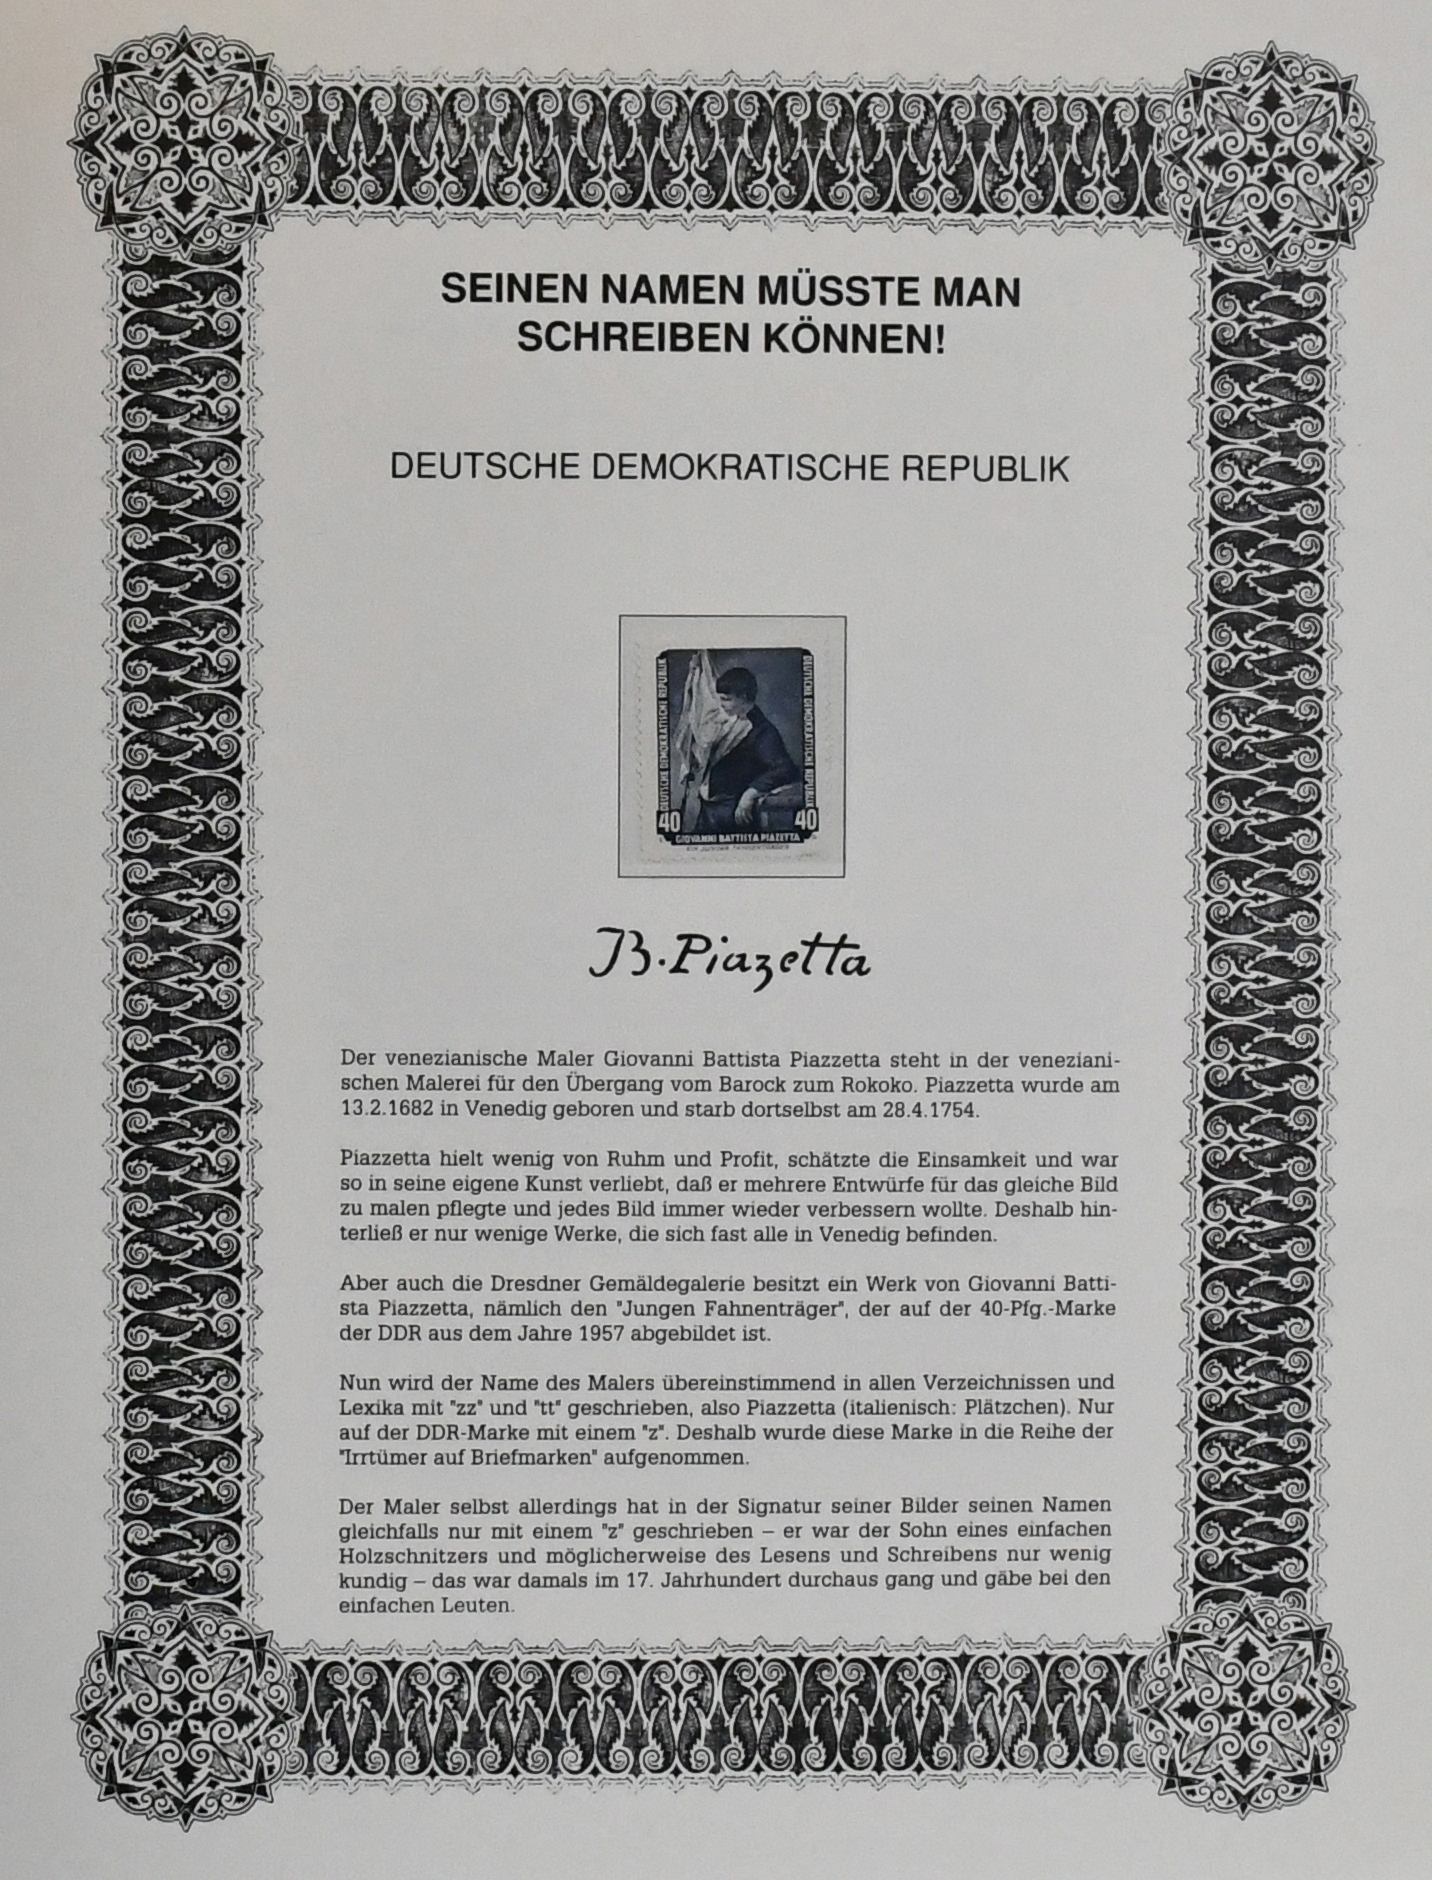 SEINEN NAMEN MÜSSTE MAN
SCHREIBEN KÖNNEN!
DEUTSCHE DEMOKRATISCHE REPUBLIK
DEUTSCHE DEMOKRATISCHE REPUBLIK
DEUTSCHE DEMOKRATISCHE REPUBLIK
40 40
GIOVANNI BATTISTA PIAZETTA
EIN JUNGER FAHNENTRÄGER
JB. Piazetta
Der venezianische Maler Giovanni Battista Piazzetta steht in der veneziani-
schen Malerei für den Übergang vom Barock zum Rokoko. Piazzetta wurde am
13.2.1682 in Venedig geboren und starb dortselbst am 28.4.1754.
Piazzetta hielt wenig von Ruhm und Profit, schätzte die Einsamkeit und war
so in seine eigene Kunst verliebt, daß er mehrere Entwürfe für das gleiche Bild
zu malen pflegte und jedes Bild immer wieder verbessern wollte. Deshalb hin-
terließ er nur wenige Werke, die sich fast alle in Venedig befinden.
Aber auch die Dresdner Gemäldegalerie besitzt ein Werk von Giovanni Batti-
sta Piazzetta, nämlich den "Jungen Fahnenträger", der auf der 40-Pfg.-Marke
der DDR aus dem Jahre 1957 abgebildet ist.
Nun wird der Name des Malers übereinstimmend in allen Verzeichnissen und
Lexika mit "zz" und "tt" geschrieben, also Piazzetta (italienisch: Plätzchen). Nur
auf der DDR-Marke mit einem "z". Deshalb wurde diese Marke in die Reihe der
"Irrtümer auf Briefmarken" aufgenommen.
Der Maler selbst allerdings hat in der Signatur seiner Bilder seinen Namen
gleichfalls nur mit einem "z" geschrieben – er war der Sohn eines einfachen
Holzschnitzers und möglicherweise des Lesens und Schreibens nur wenig
kundig – das war damals im 17. Jahrhundert durchaus gang und gäbe bei den
einfachen Leuten.